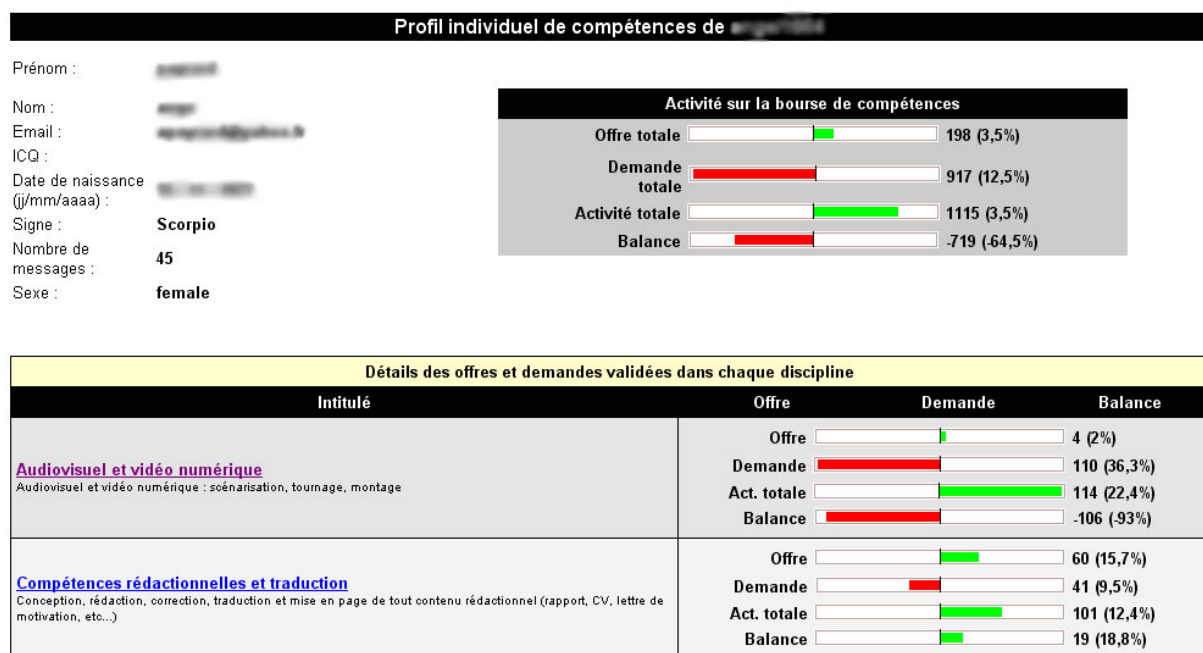 Profil individuel de compétences de
Prénom :
Nom :
Email :
ICQ :
Date de naissance
(jj/mm/aaaa) :
Signe : Scorpio
Nombre de
messages : 45
Sexe : female
Activité sur la bourse de compétences
Offre totale 198 (3,5%)
Demande
totale 917 (12,5%)
Activité totale 1115 (3,5%)
Balance -719 (-64,5%)
Détails des offres et demandes validées dans chaque discipline
Intitulé Offre Demande Balance
Audiovisuel et vidéo numérique
Audiovisuel et vidéo numérique : scénarisation, tournage, montage
Offre 4 (2%)
Demande 110 (36,3%)
Act. totale 114 (22,4%)
Balance -106 (-93%)
Compétences rédactionnelles et traduction
Conception, rédaction, correction, traduction et mise en page de tout contenu rédactionnel (rapport, CV, lettre de
motivation, etc...)
Offre 60 (15,7%)
Demande 41 (9,5%)
Act. totale 101 (12,4%)
Balance 19 (18,8%)